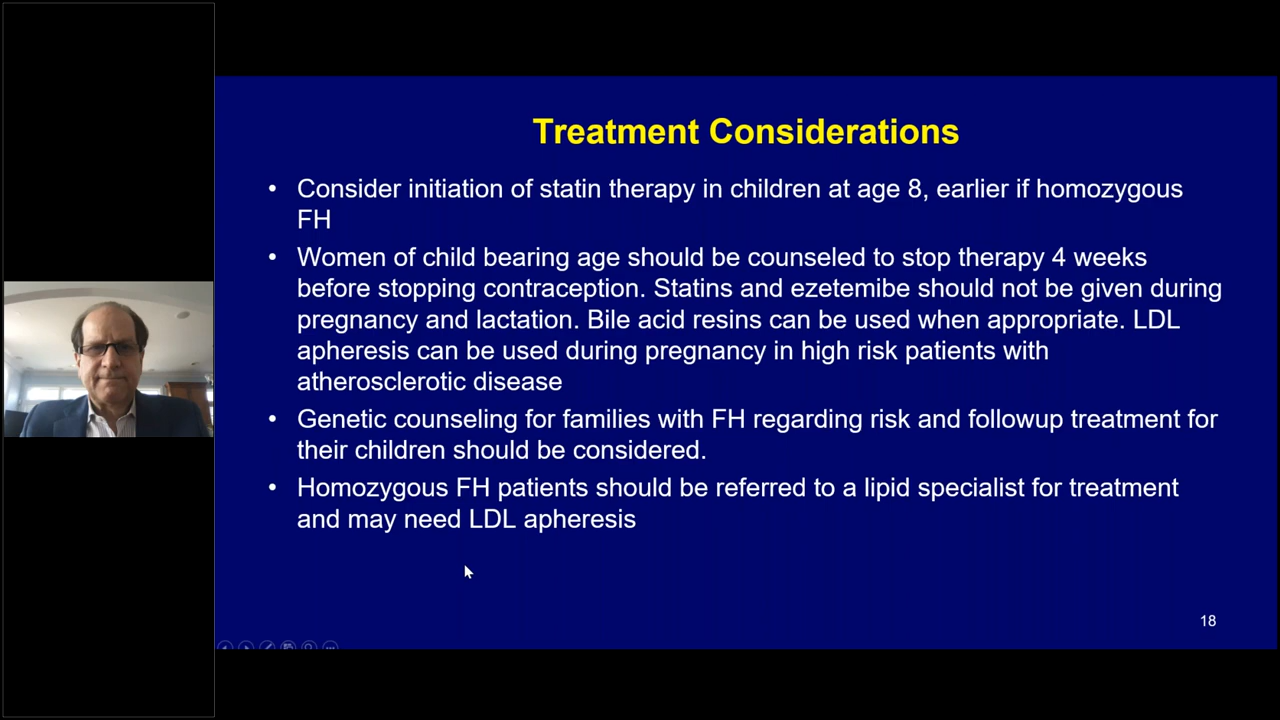 Treatment Considerations
• Consider initiation of statin therapy in children at age 8, earlier if homozygous
FH
• Women of child bearing age should be counseled to stop therapy 4 weeks
before stopping contraception. Statins and ezetemibe should not be given during
pregnancy and lactation. Bile acid resins can be used when appropriate. LDL
apheresis can be used during pregnancy in high risk patients with
atherosclerotic disease
• Genetic counseling for families with FH regarding risk and followup treatment for
their children should be considered.
• Homozygous FH patients should be referred to a lipid specialist for treatment
and may need LDL apheresis
18